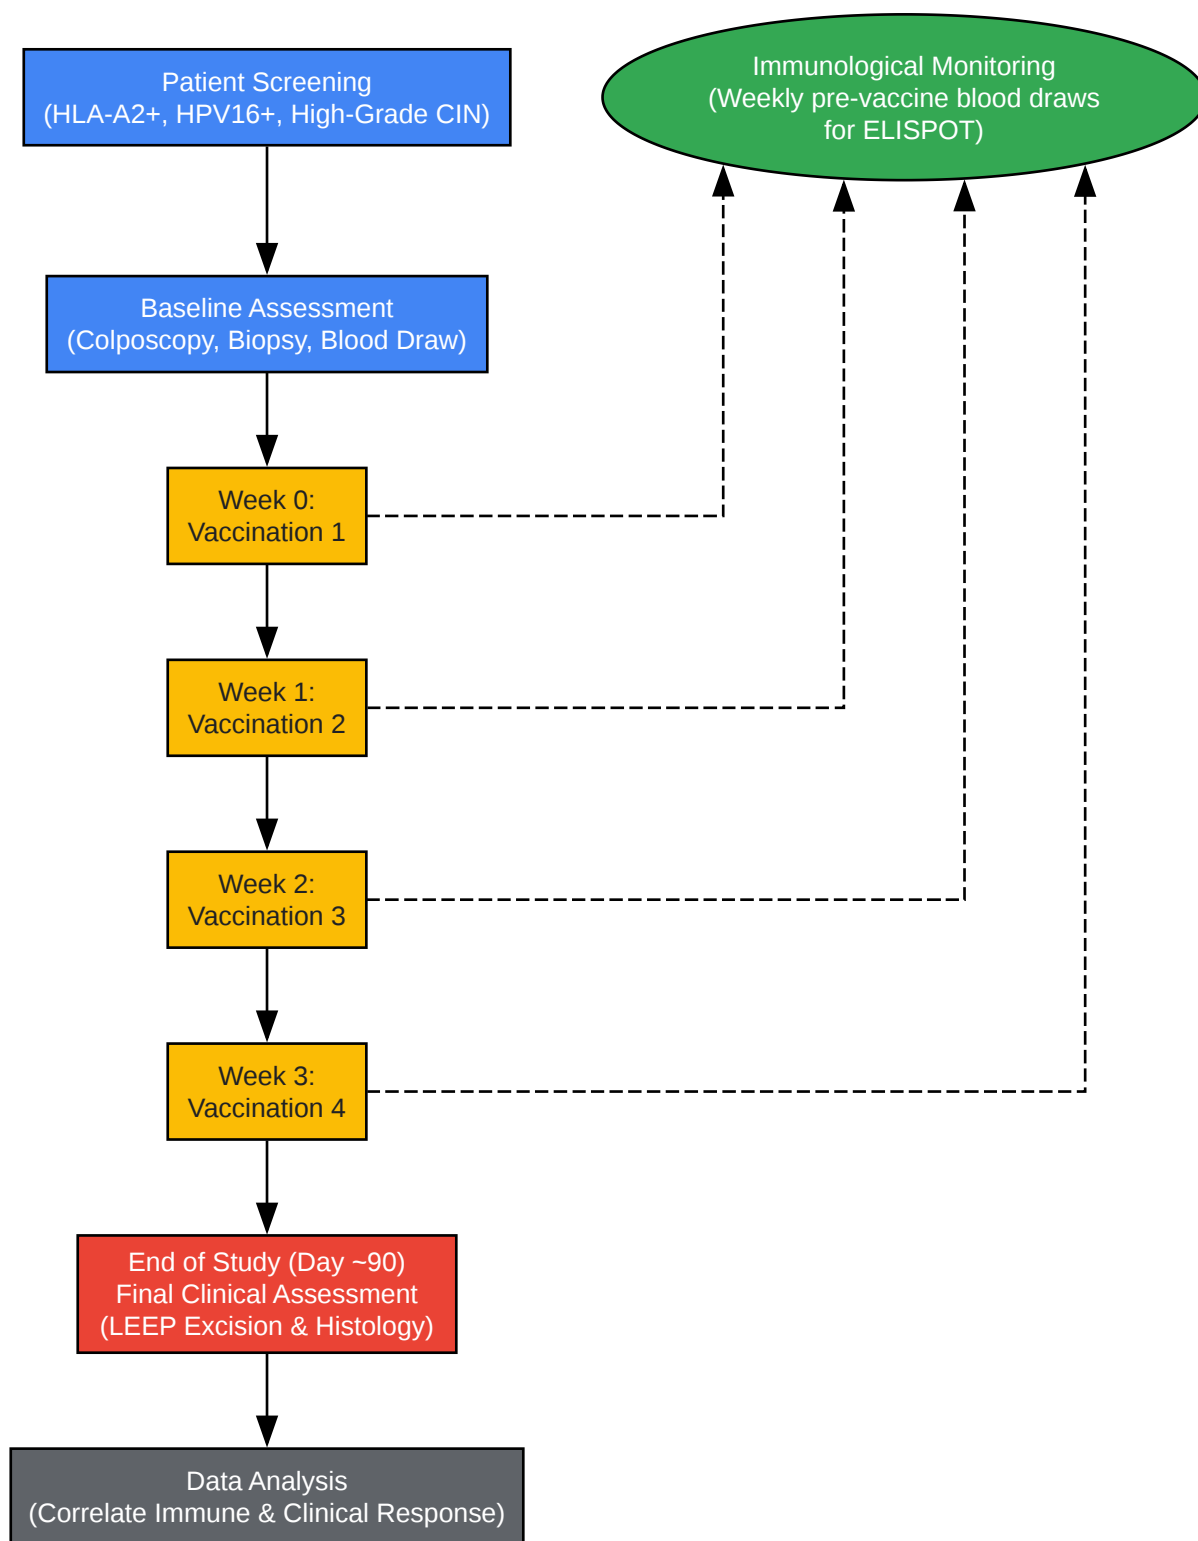 Patient Screening
(HLA-A2+, HPV16+, High-Grade CIN)
Immunological Monitoring
(Weekly pre-vaccine blood draws
for ELISPOT)
Baseline Assessment
(Colposcopy, Biopsy, Blood Draw)
Week 0:
Vaccination 1
Week 1:
Vaccination 2
Week 2:
Vaccination 3
Week 3:
Vaccination 4
End of Study (Day ~90)
Final Clinical Assessment
(LEEP Excision & Histology)
Data Analysis
(Correlate Immune & Clinical Response)